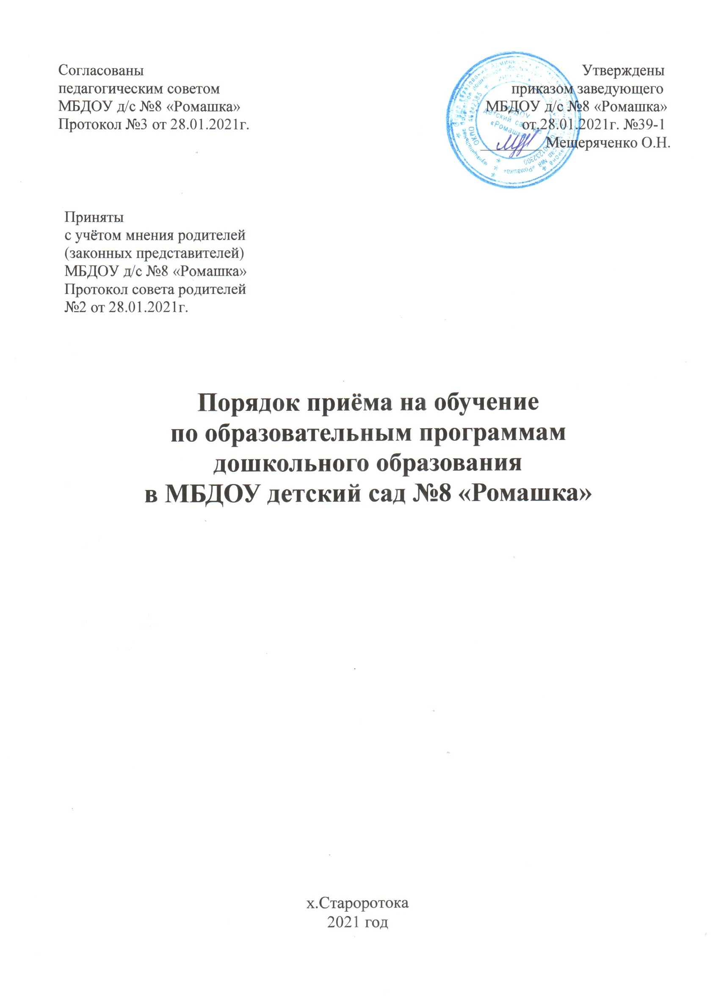 Согласованы
педагогическим советом
МБДОУ д/с №8 «Ромашка»
Протокол №3 от 28.01.2021г.
Утверждены
приказом заведующего
МБДОУ д/с №8 «Ромашка»
от.28.01.2021г. №39-1
Мещеряченко О.Н.
МБДОУ
детский сад №8
«Ромашка»
Приняты
с учётом мнения родителей
(законных представителей)
МБДОУ д/с №8 «Ромашка»
Протокол совета родителей
№2 от 28.01.2021г.
Порядок приёма на обучение
по образовательным программам
дошкольного образования
в МБДОУ детский сад №8 «Ромашка»
х.Староротока
2021 год